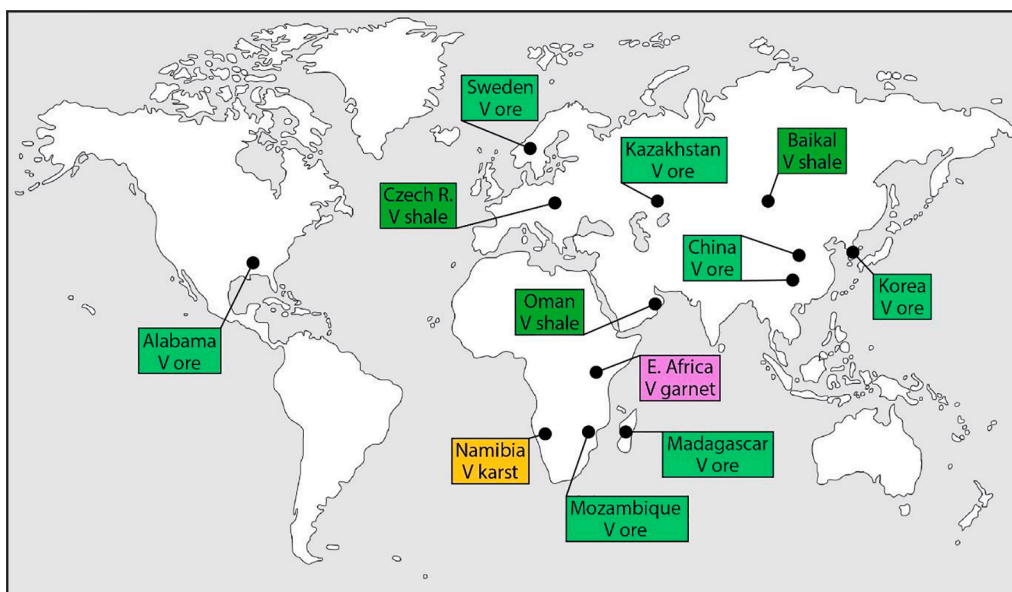 Sweden
V ore
Kazakhstan
V ore
Baikal
V shale
Czech R.
V shale
China
V ore
Korea
V ore
Oman
V shale
Alabama
V ore
E. Africa
V garnet
Namibia
V karst
Madagascar
V ore
Mozambique
V ore